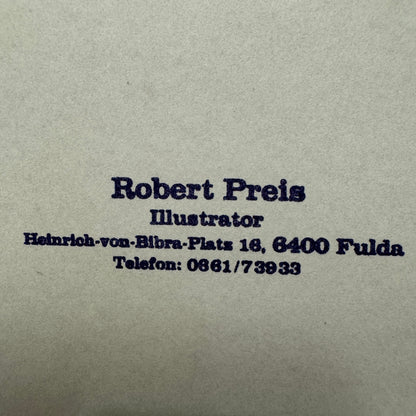 Robert Preis
Illustrator
Heinrich-von-Bibra-Platz 16, 6400 Fulda
Telefon: 0661/73933